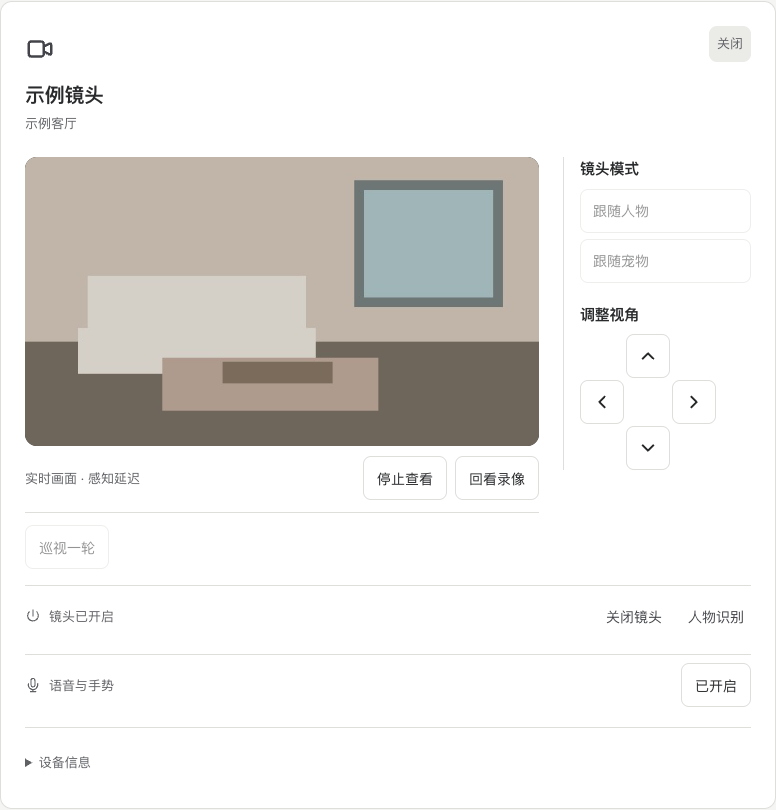 关闭
示例镜头
示例客厅
镜头模式
跟随人物
跟随宠物
调整视角
实时画面 · 感知延迟
停止查看
回看录像
巡视一轮
镜头已开启
关闭镜头
人物识别
语音与手势
已开启
设备信息